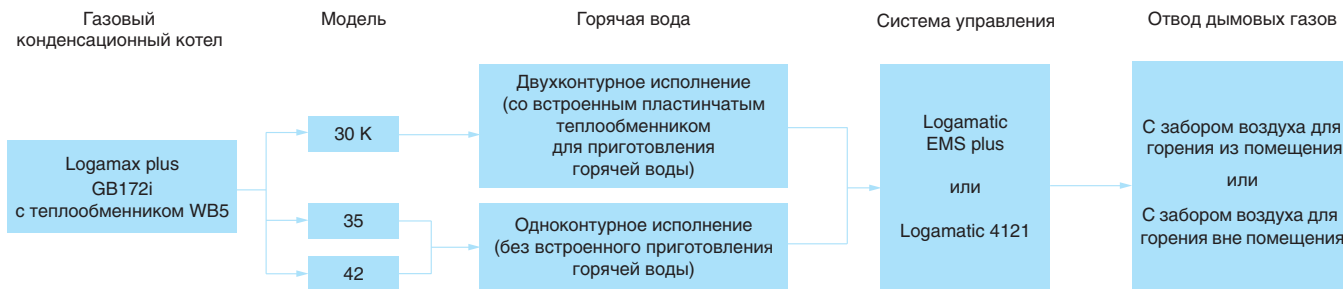 Газовый
конденсационный котел
Модель
Горячая вода
Система управления
Отвод дымовых газов
Logamax plus
GB172i
с теплообменником WB5
30 K
35
42
Двухконтурное исполнение
(со встроенным пластинчатым
теплообменником
для приготовления
горячей воды)
Одноконтурное исполнение
(без встроенного приготовления
горячей воды)
Logamatic
EMS plus
или
Logamatic 4121
С забором воздуха для
горения из помещения
или
С забором воздуха для
горения вне помещения